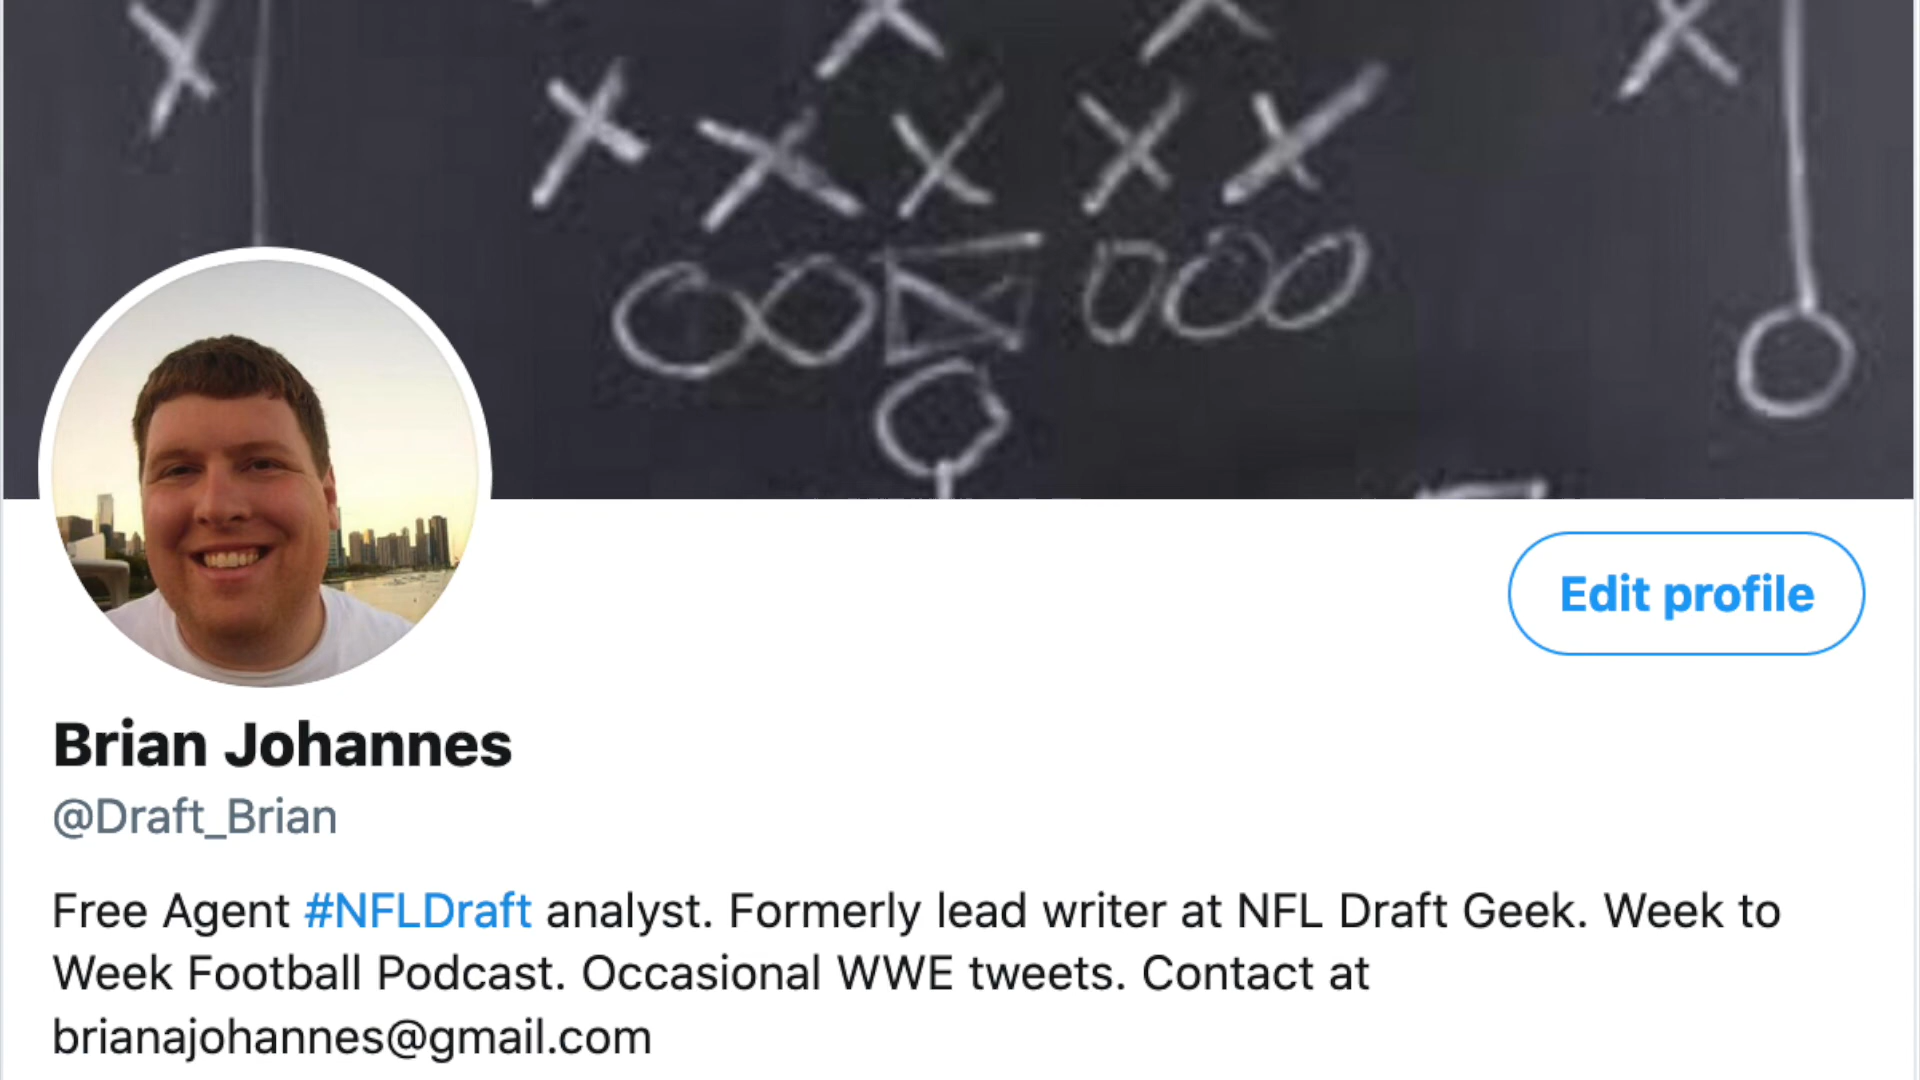 Edit profile
Brian Johannes
@Draft_Brian
Free Agent #NFLDraft analyst. Formerly lead writer at NFL Draft Geek. Week to
Week Football Podcast. Occasional WWE tweets. Contact at
brianajohannes@gmail.com